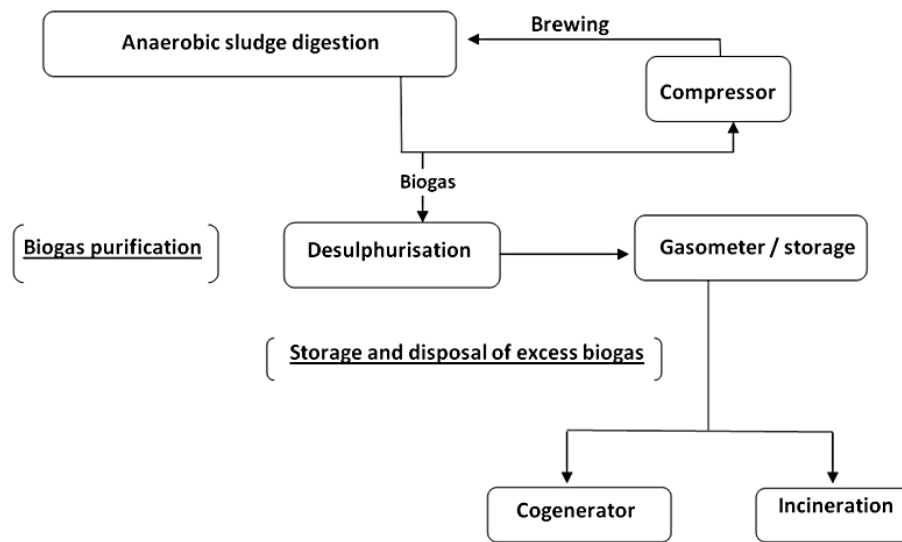 Brewing
Anaerobic sludge digestion
Compressor
Biogas
Biogas purification
Desulphurisation
Gasometer / storage
Storage and disposal of excess biogas
Cogenerator
Incineration